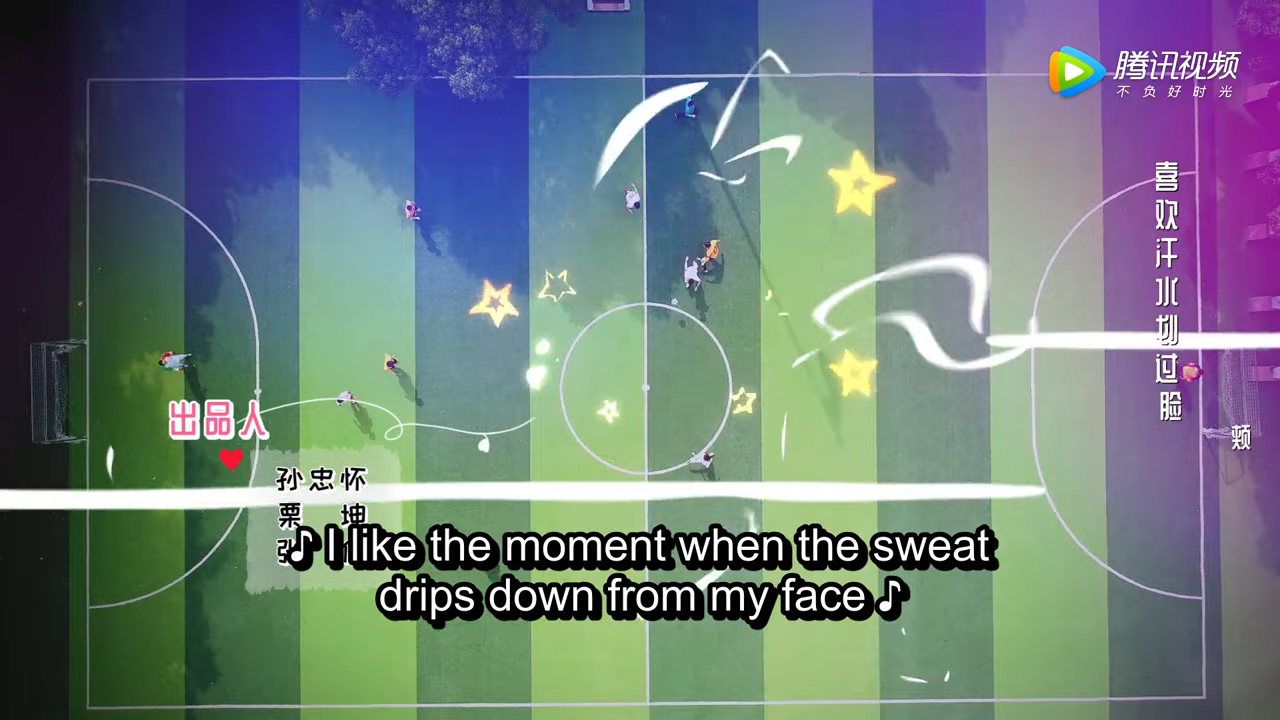 腾讯视频
不负好时光
喜欢汗水划过脸
颊
出品人
孙忠怀
栗 坤
♪ I like the moment when the sweat
drips down from my face ♪